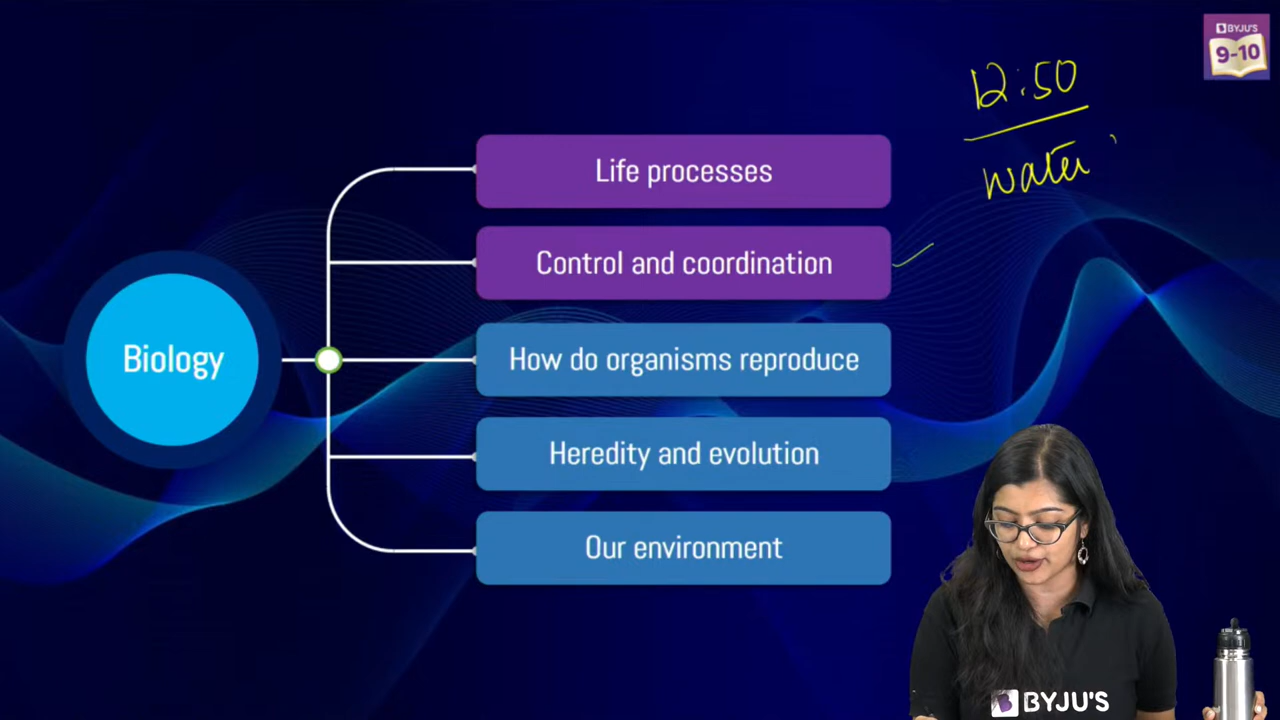 BYJU'S
9-10
12:50
water
Life processes
Control and coordination
Biology
How do organisms reproduce
Heredity and evolution
Our environment
BYJU'S